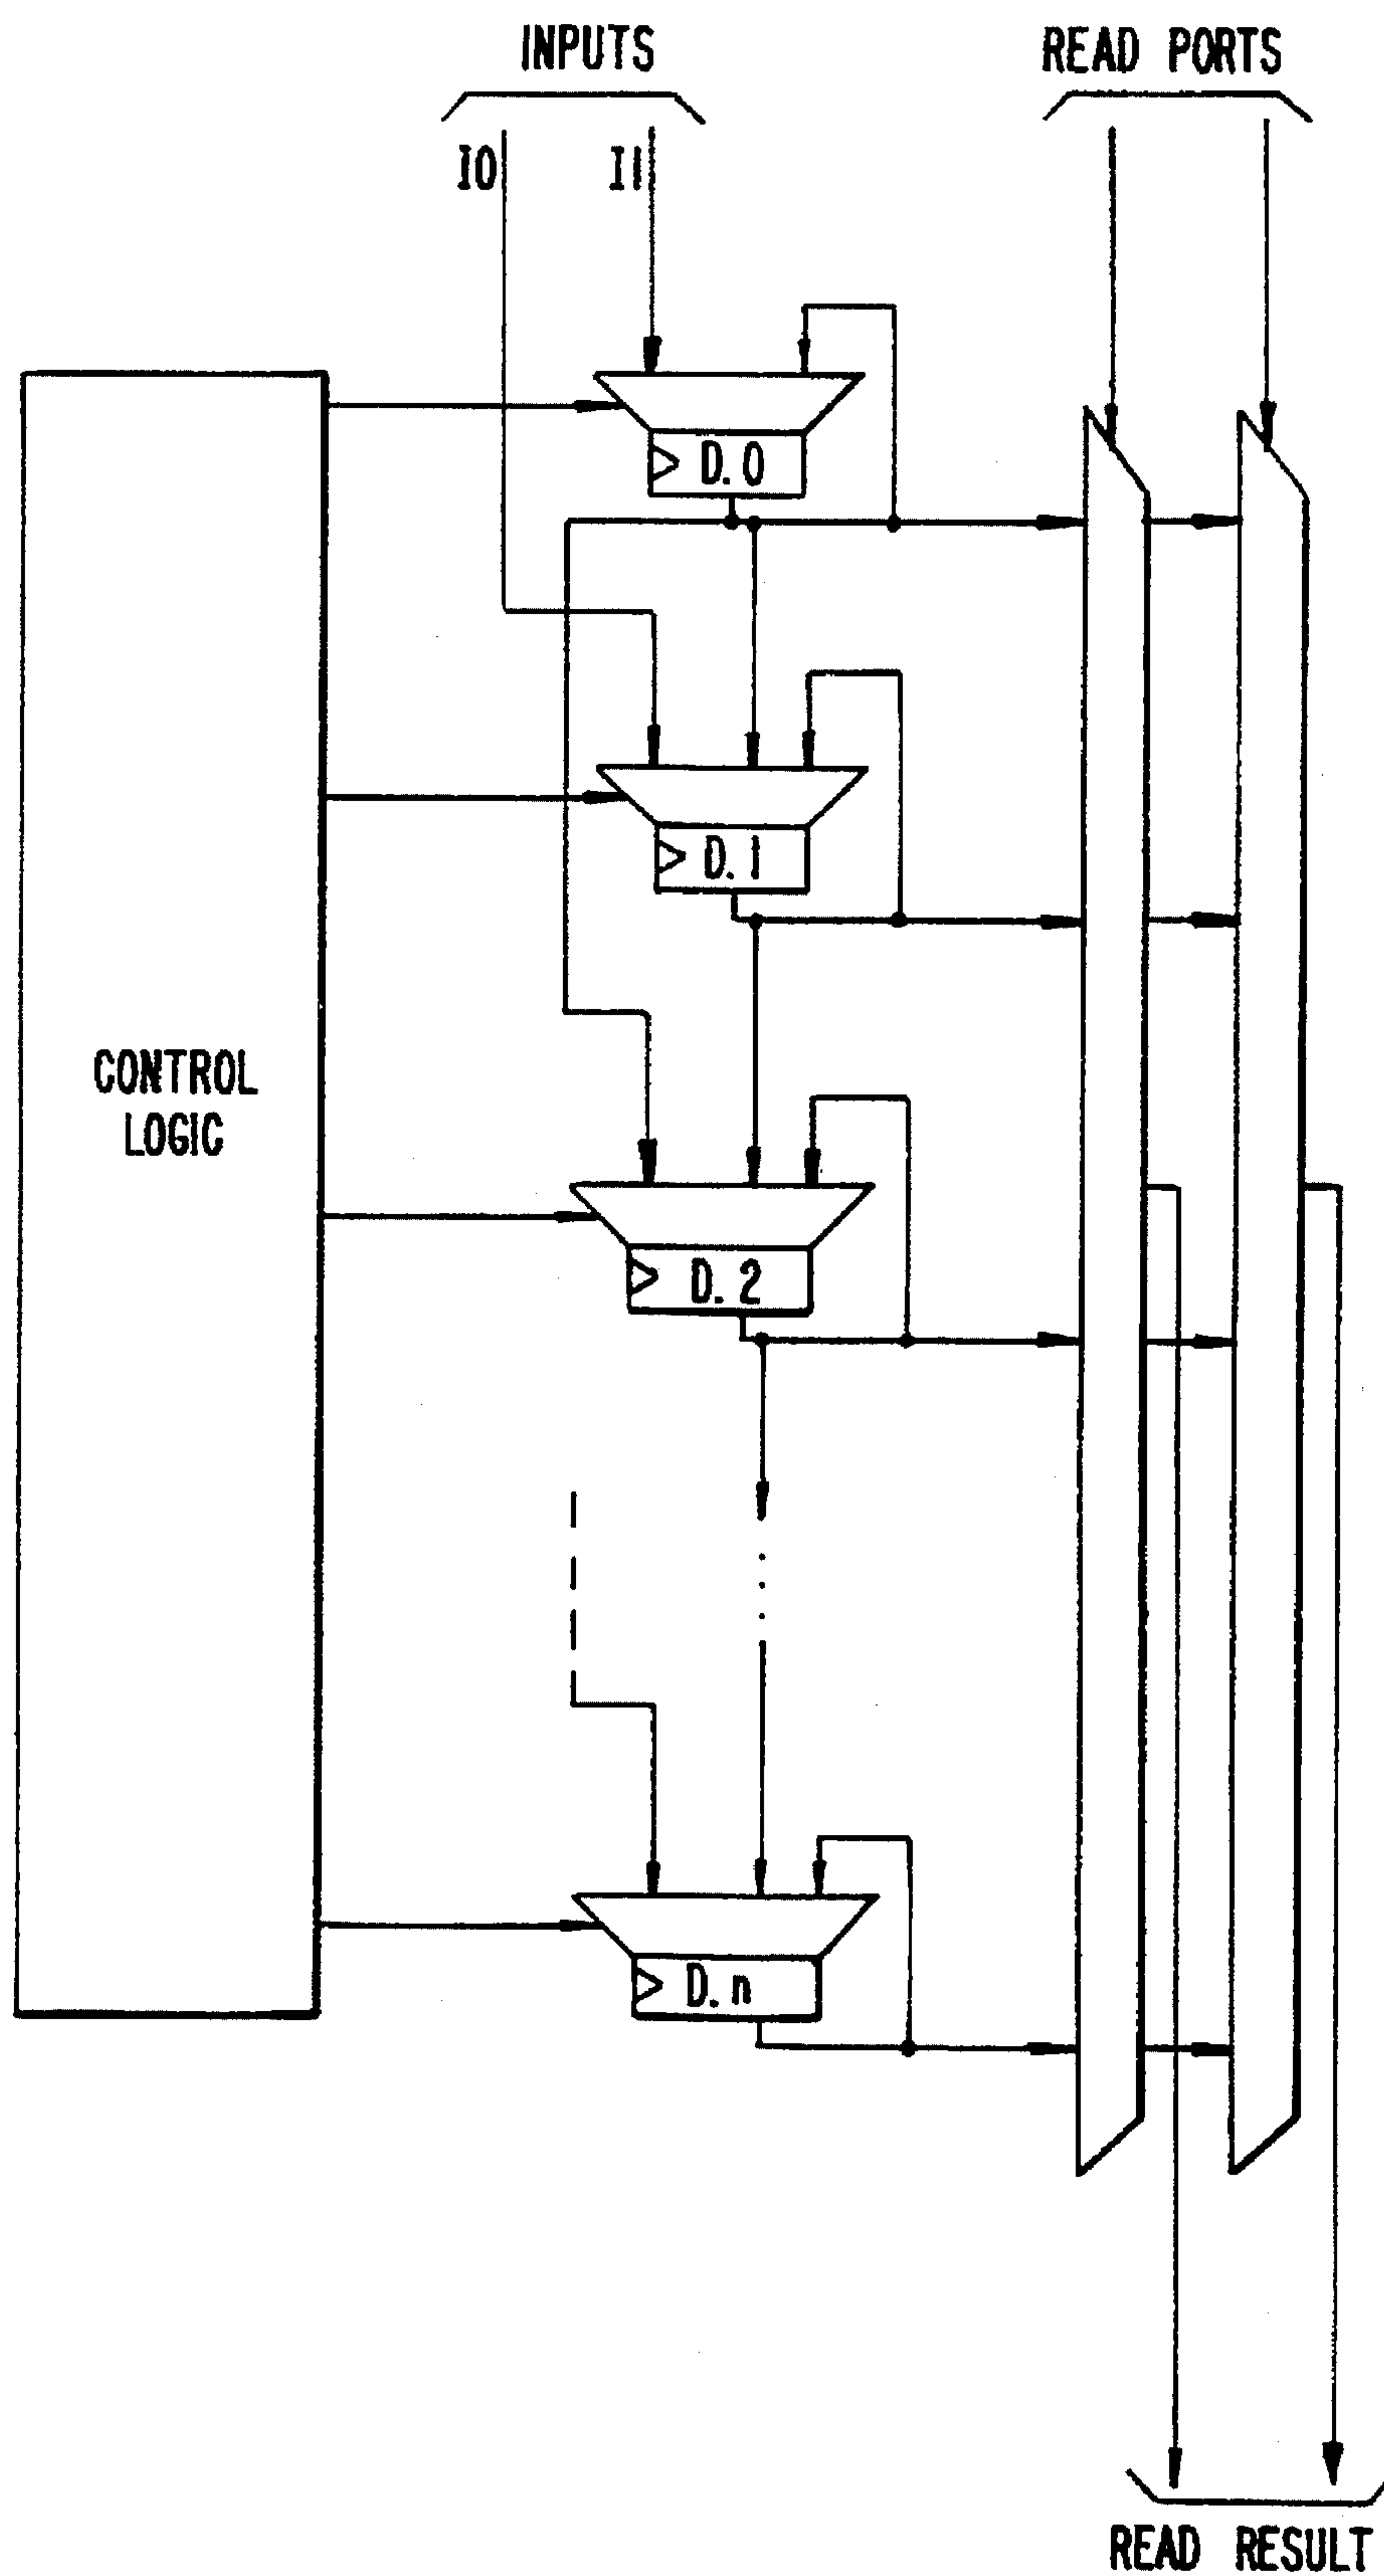 INPUTS
READ PORTS
I0
I1
D.0
D.1
CONTROL
LOGIC
D.2
D.n
READ RESULT